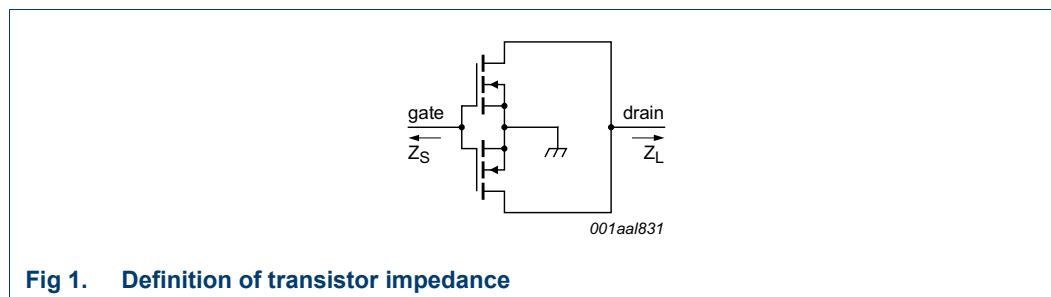 gate
drain
Z_S
Z_L
001aal831
Fig 1. Definition of transistor impedance